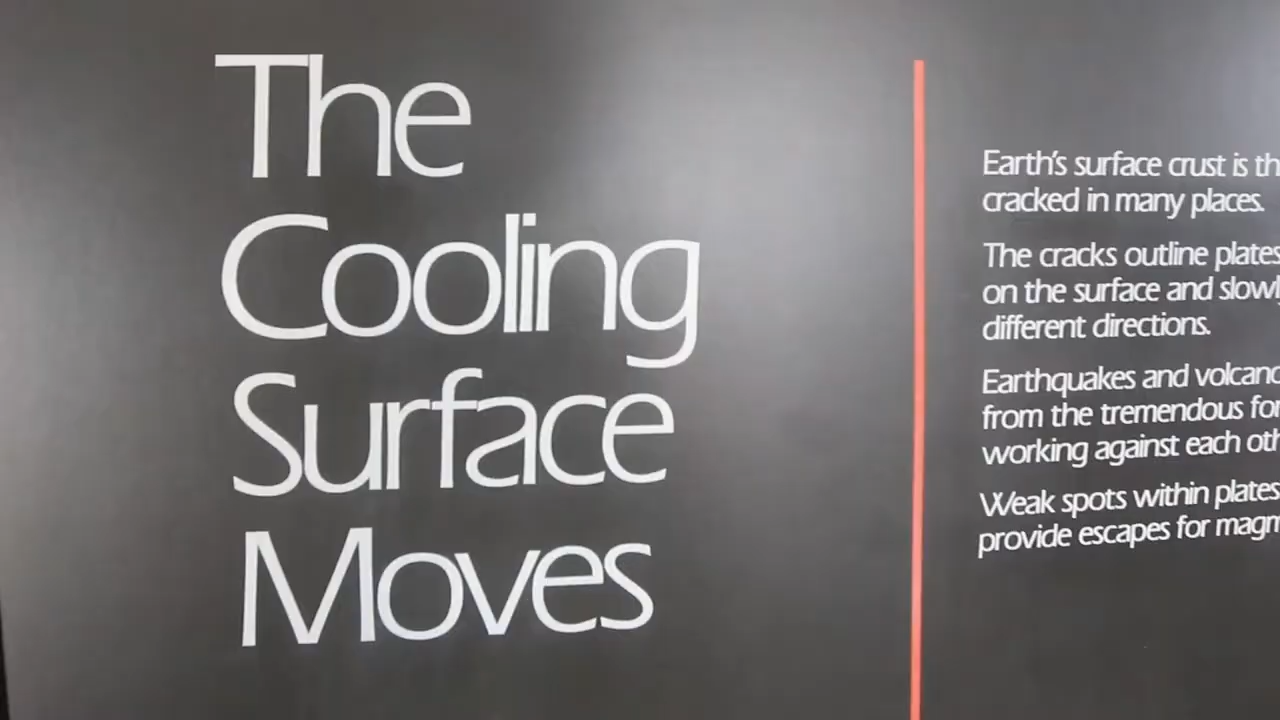 The
Cooling
Surface
Moves
Earth's surface crust is
cracked in many places.
The cracks outline plates
on the surface and
different directions.
Earthquakes and
from the tremendous
working against each
Weak spots within plates
provide escapes for